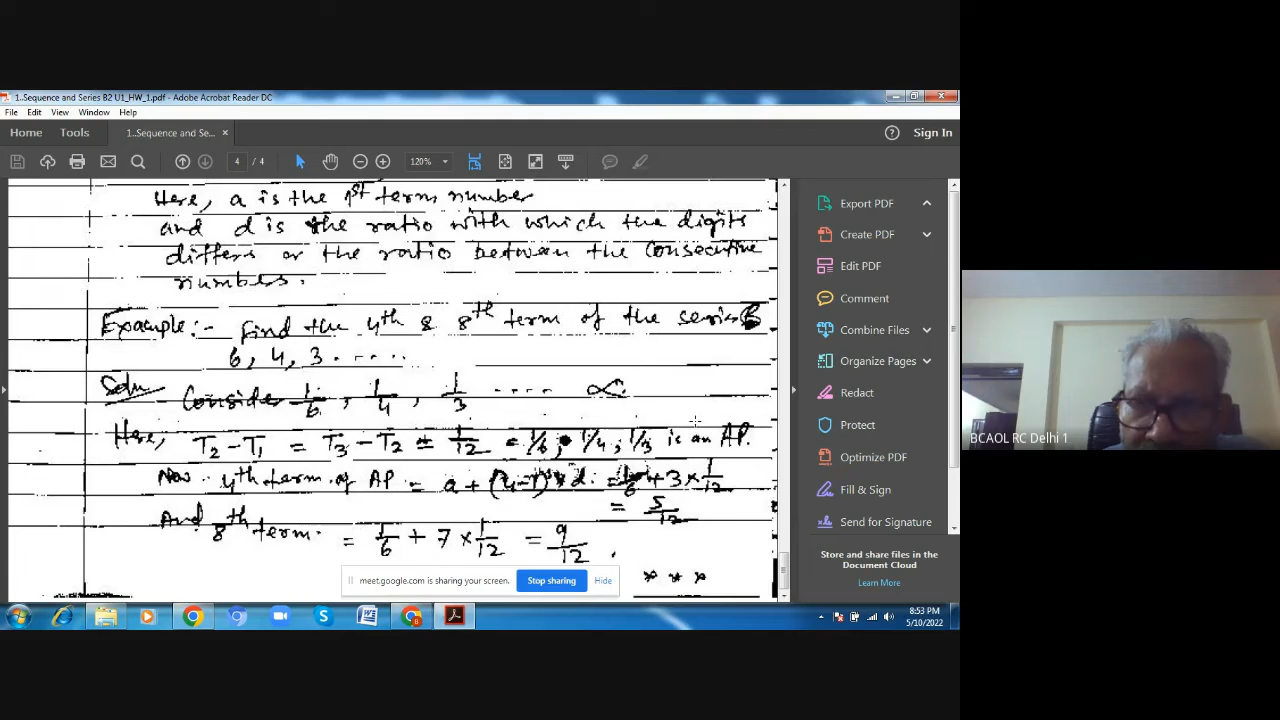 1..Sequence and Series B2 U1_HW_1.pdf - Adobe Acrobat Reader DC
File Edit View Window Help
Home Tools 1..Sequence and Se... × Sign In
4 / 4 120%
Here, a is the 1st term number
and d is the ratio with which the digits
differs or the ratio between the Consecutive
numbers.
Example:- Find the 4th & 8th term of the series
6, 4, 3 .....
Soln Consider 1/6, 1/4, 1/3 .... ∝.
Here, T2-T1 = T3-T2 = 1/12 = 1/6, 1/4, 1/3 is an AP.
Now 4th term of AP = a + (4-1) × d. = 1/6 + 3 × 1/12
= 5/12
And 8th term. = 1/6 + 7 × 1/12 = 9/12.
* * *
meet.google.com is sharing your screen. Stop sharing Hide
Export PDF
Create PDF
Edit PDF
Comment
Combine Files
Organize Pages
Redact
Protect
Optimize PDF
Fill & Sign
Send for Signature
Store and share files in the
Document Cloud
Learn More
8:53 PM
5/10/2022
BCAOL RC Delhi 1